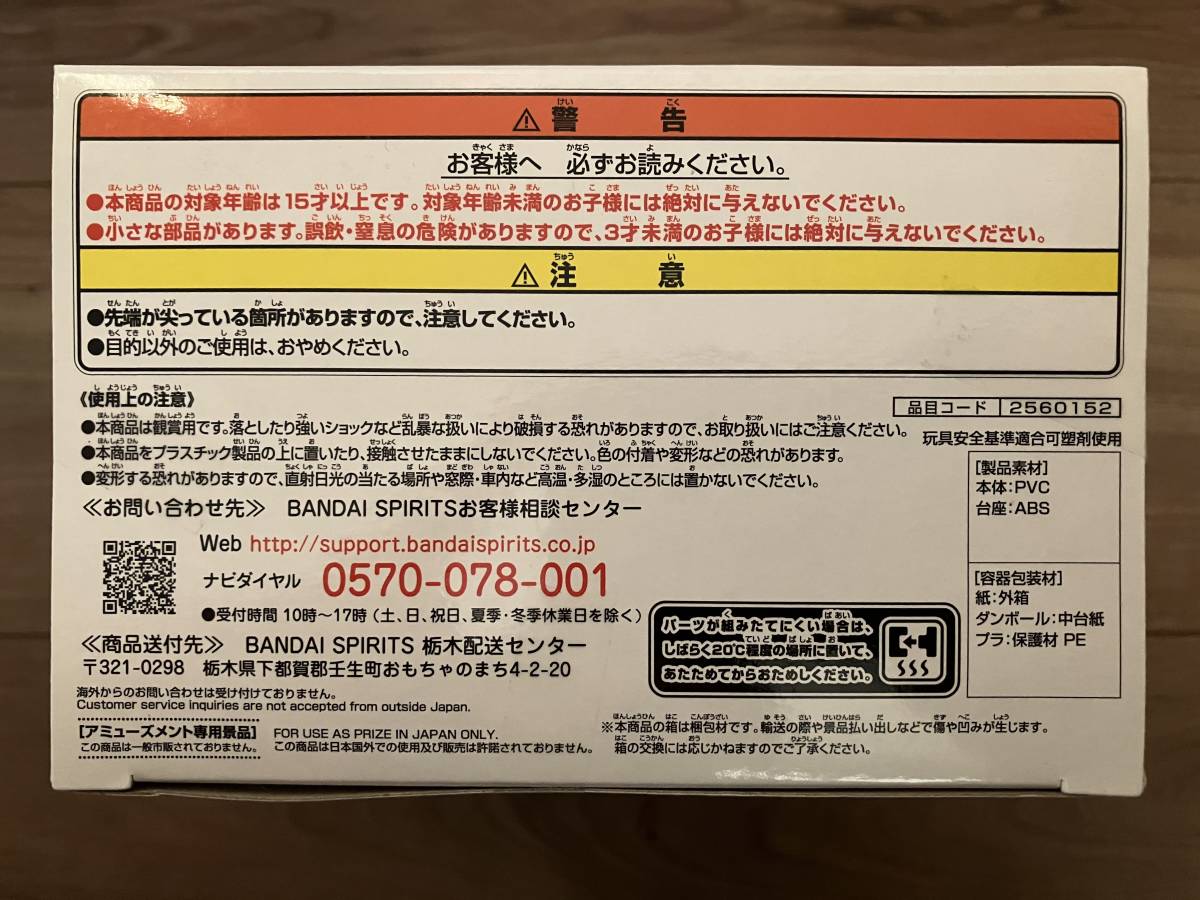 ⚠警告
お客様へ 必ずお読みください。
●本商品の対象年齢は15才以上です。対象年齢未満のお子様には絶対に与えないでください。
●小さな部品があります。誤飲・窒息の危険がありますので、3才未満のお子様には絶対に与えないでください。
⚠注意
●先端が尖っている箇所がありますので、注意してください。
●目的以外のご使用は、おやめください。
《使用上の注意》
●本商品は観賞用です。落としたり強いショックなど乱暴な扱いにより破損する恐れがありますので、お取り扱いにはご注意ください。
●本商品をプラスチック製品の上に置いたり、接触させたままにしないでください。色の付着や変形などの恐れがあります。
●変形する恐れがありますので、直射日光の当たる場所や窓際・車内など高温・多湿のところには置かないでください。
品目コード 2560152
玩具安全基準適合可塑剤使用
[製品素材]
本体:PVC
台座:ABS
[容器包装材]
紙:外箱
ダンボール:中台紙
プラ:保護材 PE
≪お問い合わせ先≫ BANDAI SPIRITSお客様相談センター
Web http://support.bandaispirits.co.jp
ナビダイヤル 0570-078-001
●受付時間 10時～17時(土、日、祝日、夏季・冬季休業日を除く)
≪商品送付先≫ BANDAI SPIRITS 栃木配送センター
〒321-0298 栃木県下都賀郡壬生町おもちゃのまち4-2-20
パーツが組みたてにくい場合は、
しばらく20℃程度の場所に置いて、
あたためてからおためしください。
海外からのお問い合わせは受け付けておりません。
Customer service inquiries are not accepted from outside Japan.
[アミューズメント専用景品]
この商品は一般市販されておりません。
FOR USE AS PRIZE IN JAPAN ONLY.
この商品は日本国外での使用及び販売は許諾されておりません。
※本商品の箱は梱包材です。輸送の際や景品払い出しなどで傷や凹みが生じます。
箱の交換には応じかねますのでご了承ください。